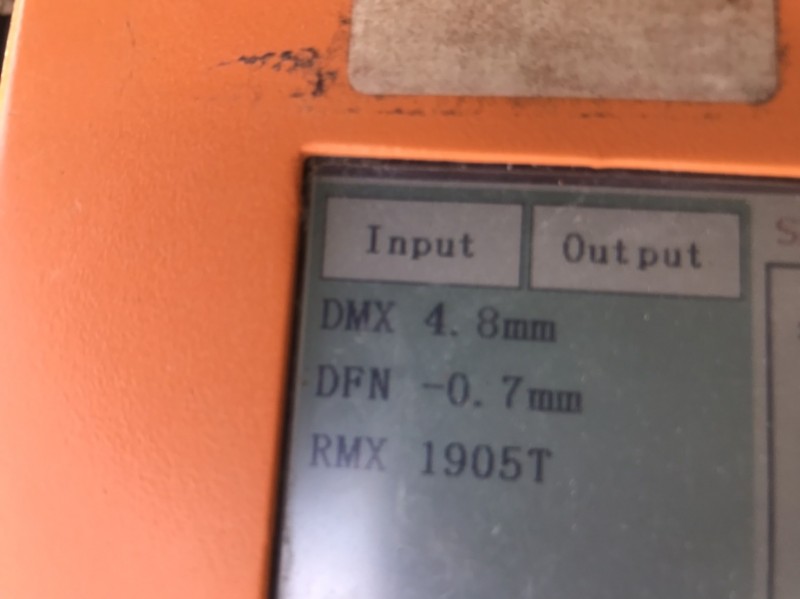 Input Output
DMX 4.8mm
DFN -0.7mm
RMX 1905T